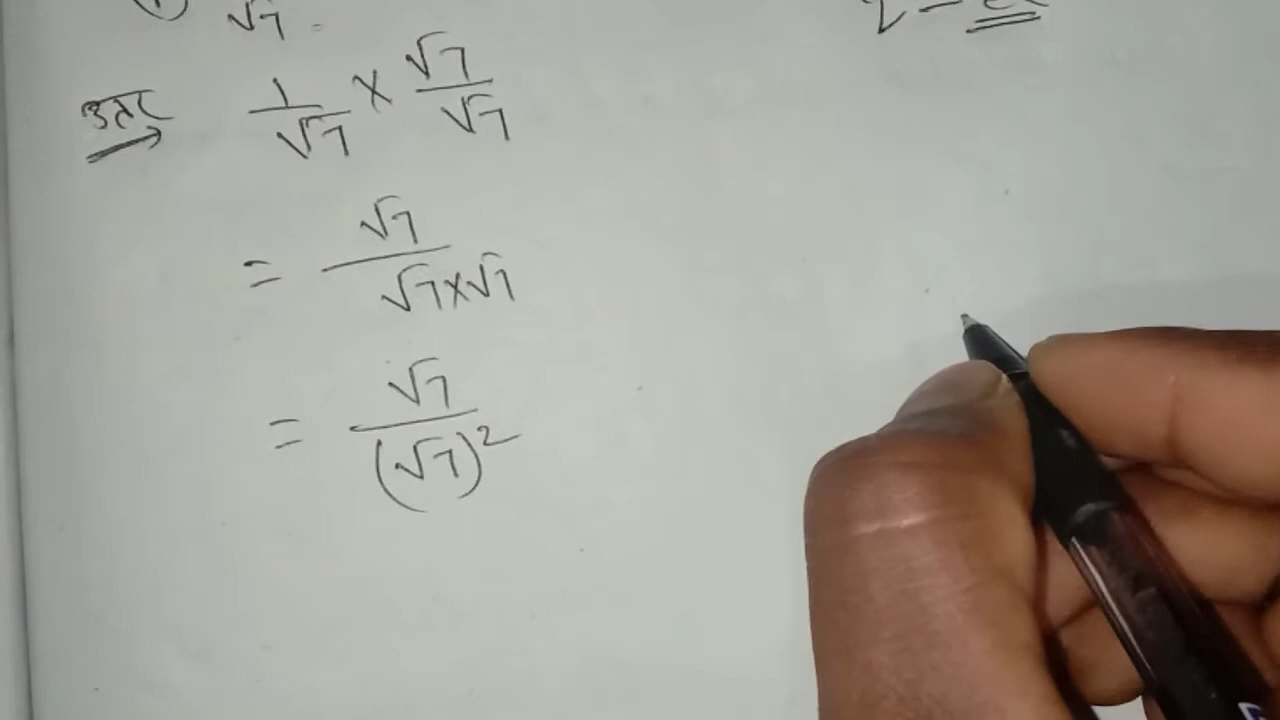 √7
उत्तर 1/√7 × √7/√7
= √7/(√7×√7)
= √7/(√7)²